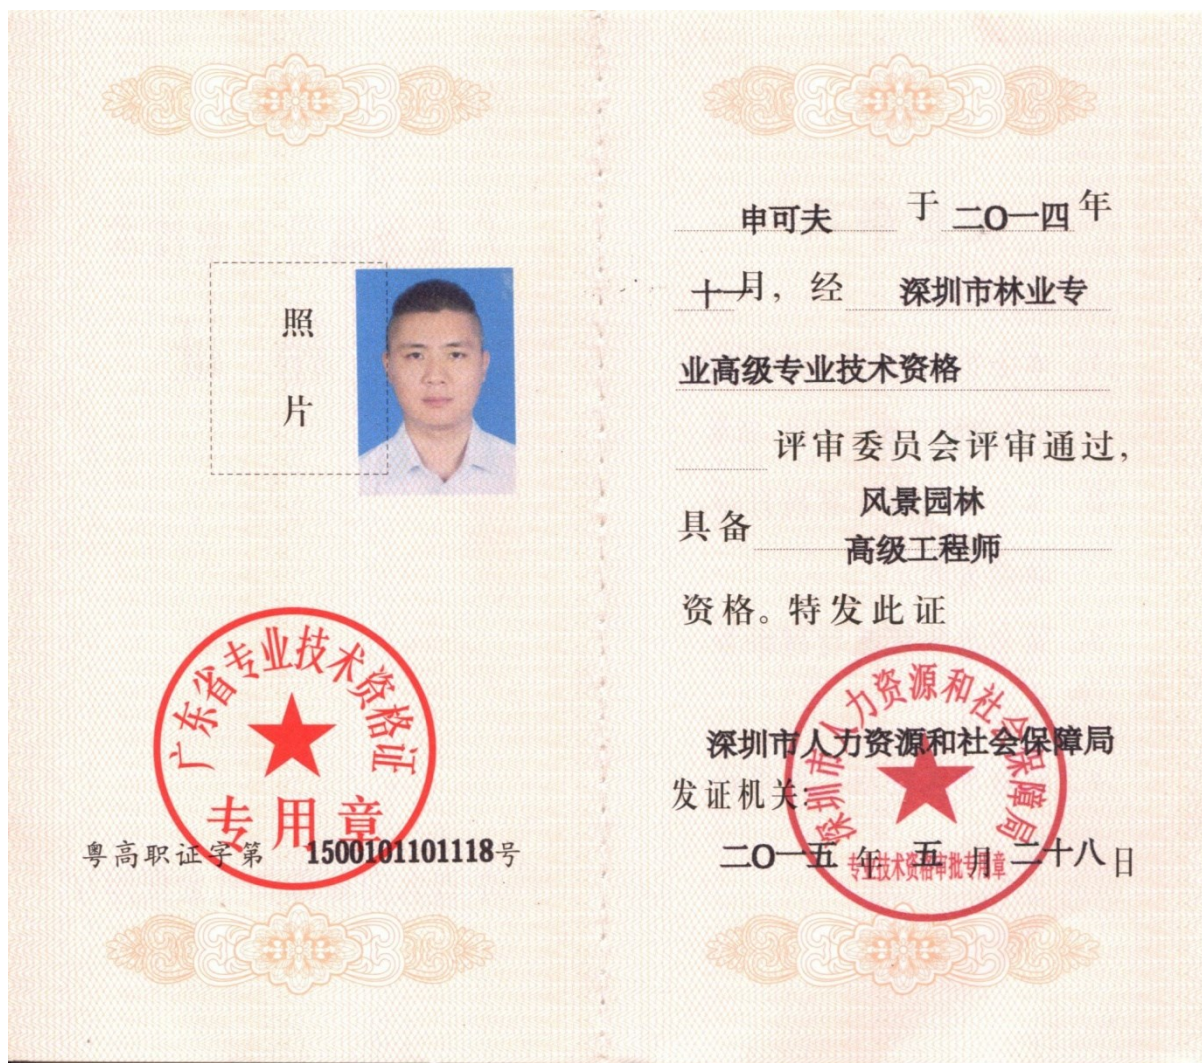 照
片
广东省专业技术资格证
专用章
粤高职证字第 1500101101118号
申可夫 于 二〇一四 年
十一月，经 深圳市林业专
业高级专业技术资格
评审委员会评审通过，
具备 风景园林
高级工程师
资格。特发此证
深圳市人力资源和社会保障局
深圳市人力资源和社会保障局
发证机关：
二〇一五 年 五 月 二十八日
专业技术资格审批专用章